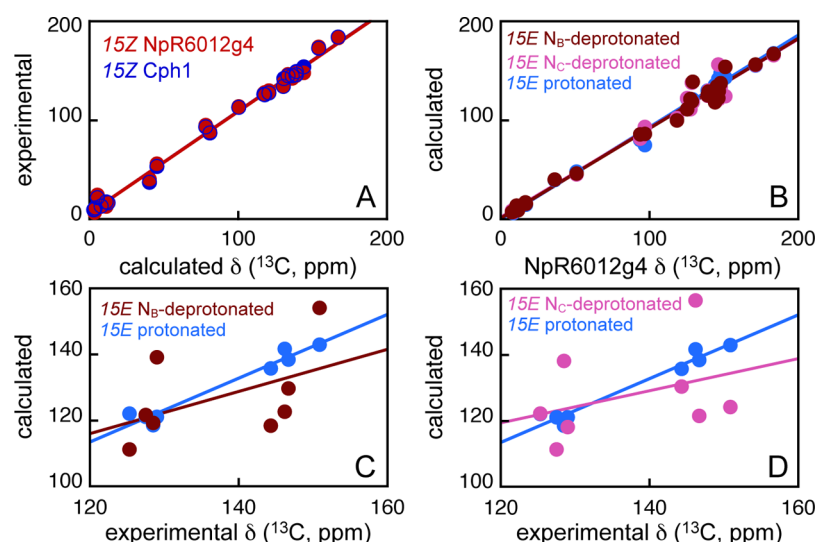 200
100
0
experimental
15Z NpR6012g4
15Z Cph1
A
0
100
200
calculated δ (¹³C, ppm)
200
100
0
calculated
15E NB-deprotonated
15E NC-deprotonated
15E protonated
B
0
100
200
NpR6012g4 δ (¹³C, ppm)
160
140
120
100
calculated
15E NB-deprotonated
15E protonated
C
120
140
160
experimental δ (¹³C, ppm)
160
140
120
100
calculated
15E NC-deprotonated
15E protonated
D
120
140
160
experimental δ (¹³C, ppm)